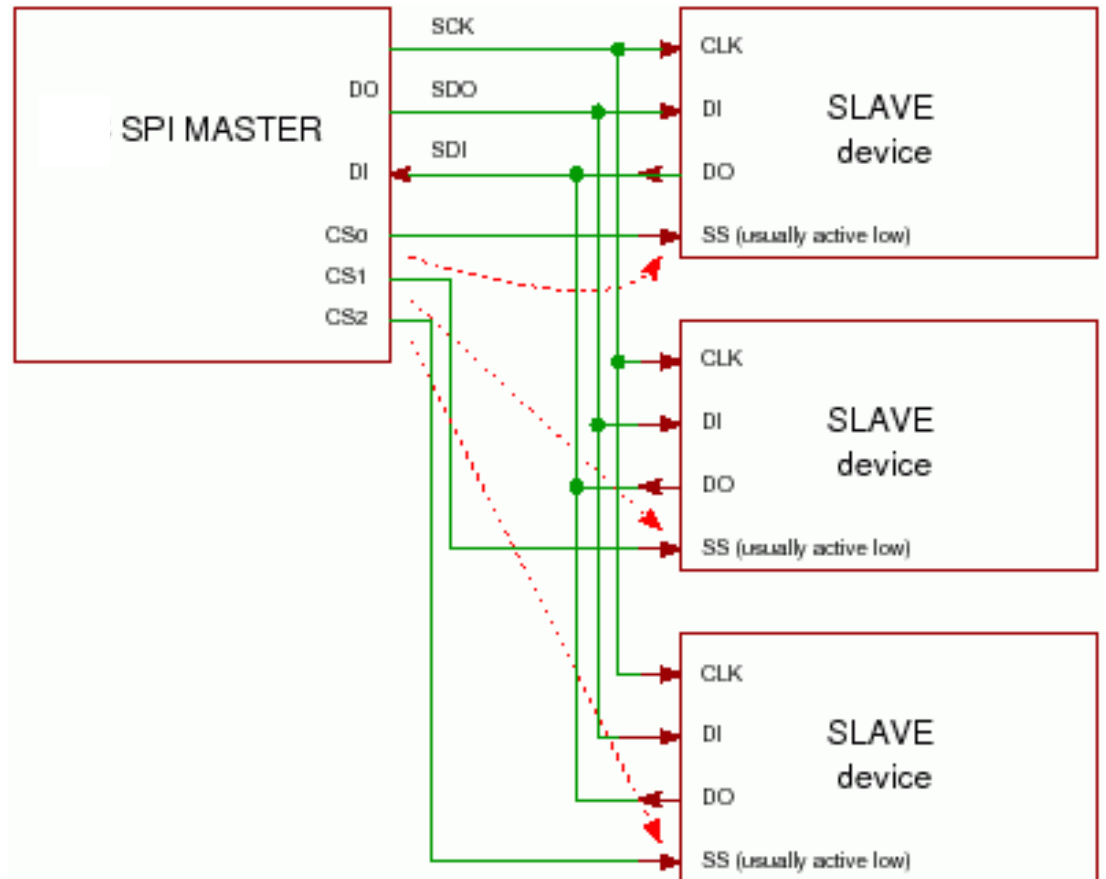 SCK
DO SDO
SPI MASTER
SDI
DI
CS0
CS1
CS2
CLK
DI
SLAVE
device
DO
SS (usually active low)
CLK
DI
SLAVE
device
DO
SS (usually active low)
CLK
DI
SLAVE
device
DO
SS (usually active low)